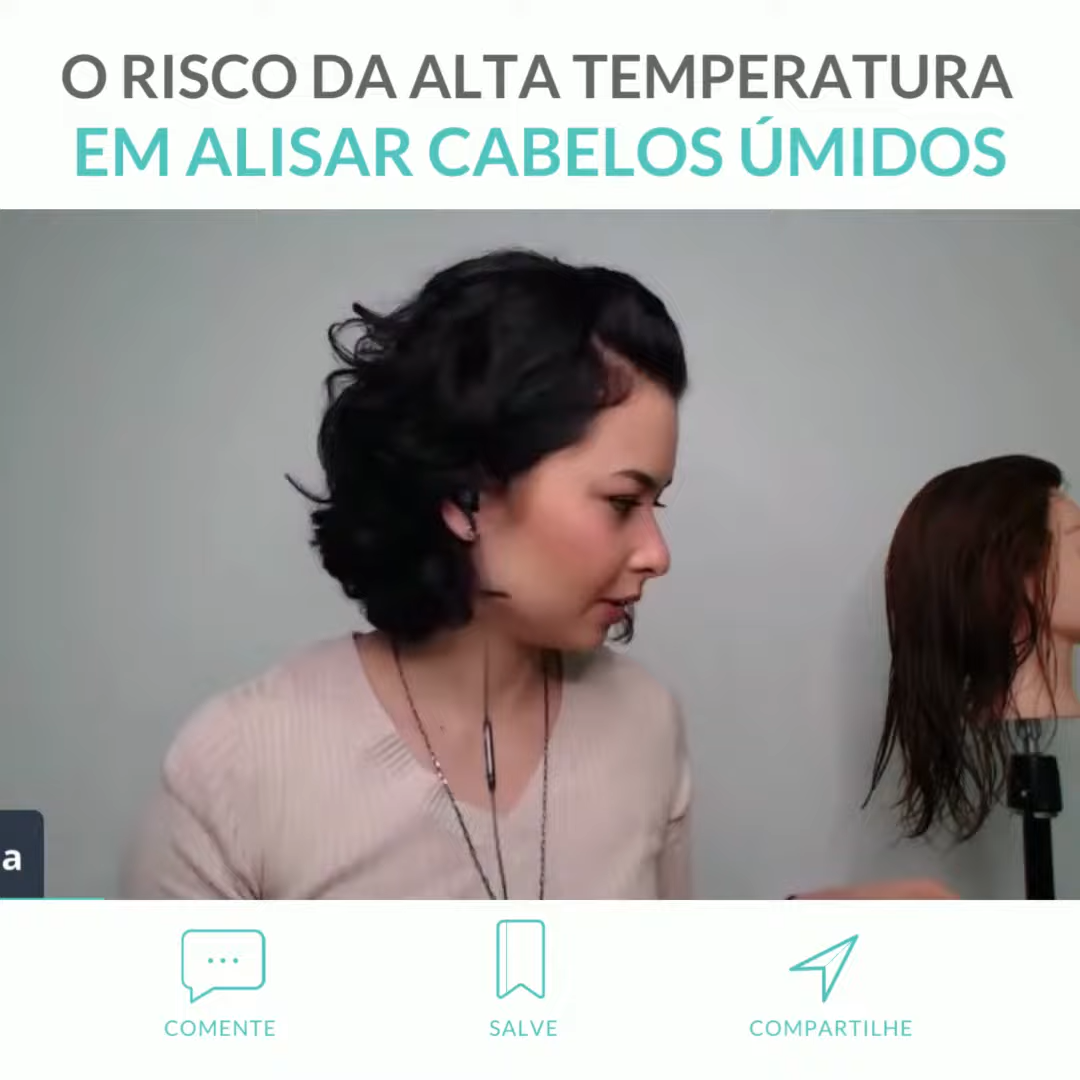 O RISCO DA ALTA TEMPERATURA
EM ALISAR CABELOS ÚMIDOS
a
COMENTE
SALVE
COMPARTILHE